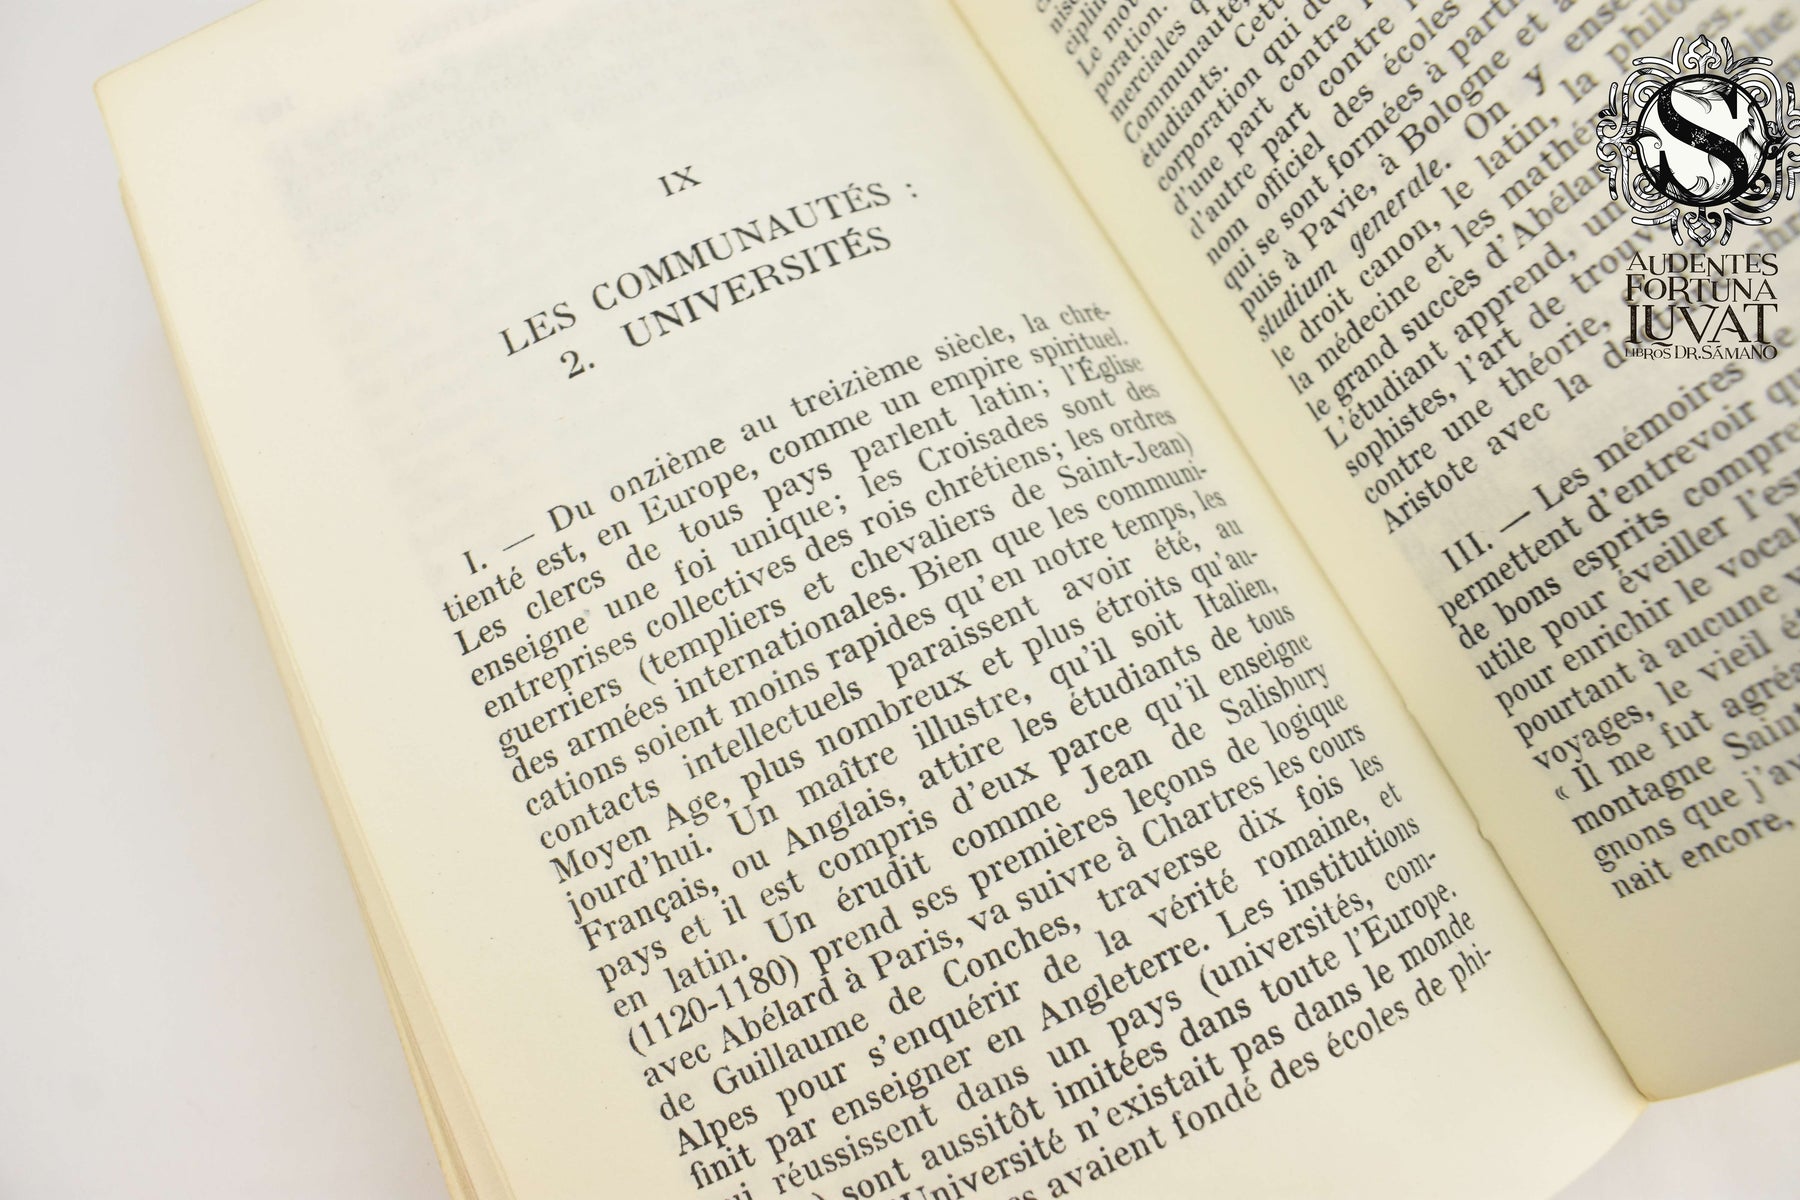 IX
LES COMMUNAUTÉS :
2. UNIVERSITÉS
I. — Du onzième au treizième siècle, la chré-
tienté est, en Europe, comme un empire spirituel.
Les clercs de tous pays parlent latin; l'Église
enseigne une foi unique; les Croisades sont des
entreprises collectives des rois chrétiens; les ordres
guerriers (templiers et chevaliers de Saint-Jean)
des armées internationales. Bien que les communi-
cations soient moins rapides qu'en notre temps, les
contacts intellectuels paraissent avoir été, au
Moyen Age, plus nombreux et plus étroits qu'au-
jourd'hui. Un maître illustre, qu'il soit Italien,
Français, ou Anglais, attire les étudiants de tous
pays et il est compris d'eux parce qu'il enseigne
en latin. Un érudit comme Jean de Salisbury
(1120-1180) prend ses premières leçons de logique
avec Abélard à Paris, va suivre à Chartres les cours
de Guillaume de Conches, traverse dix fois les
Alpes pour s'enquérir de la vérité romaine, et
finit par enseigner en Angleterre. Les institutions
réussissent dans un pays (universités, com-
sont aussitôt imitées dans toute l'Europe.
Université n'existait pas dans le monde
avaient fondé des écoles de phi-
Le mot
poration.
merciales
Communauté,
étudiants. Cette
corporation qui
d'une part contre
d'autre part contre
nom officiel des écoles
qui se sont formées à parti
puis à Pavie, à Bologne et à
studium generale. On y ense
le droit canon, le latin, la philos
la médecine et les mathé
le grand succès d'Abélar
L'étudiant apprend, un
sophistes, l'art de trouv
contre une théorie,
Aristote avec la
III. — Les mémoires de
permettent d'entrevoir qu
de bons esprits compre
utile pour éveiller l'es
pour enrichir le vocab
pourtant à aucune v
voyages, le vieil é
« Il me fut agréa
montagne Saint
gnons que j'av
nait encore,
S
AUDENTES
FORTUNA
IUVAT
LIBROS DR. SÁMANO